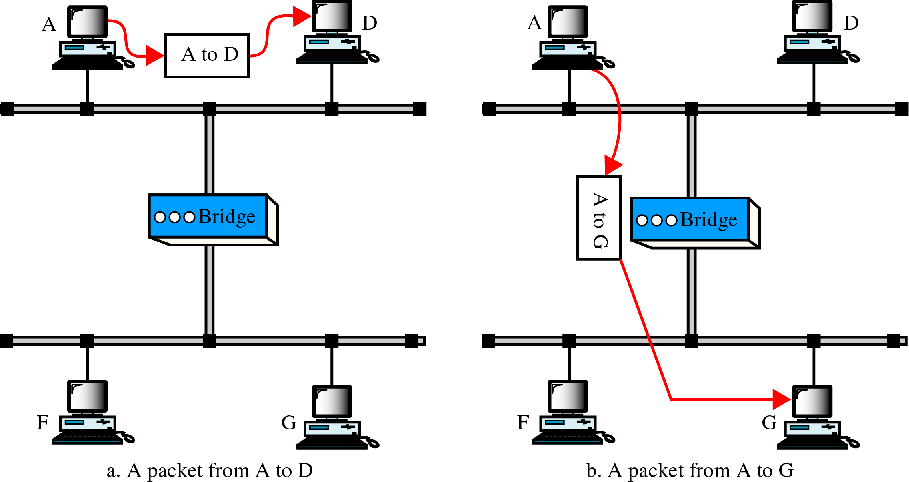 A
A to D
D
Bridge
F
G
a. A packet from A to D
A
D
A to G
Bridge
F
G
b. A packet from A to G